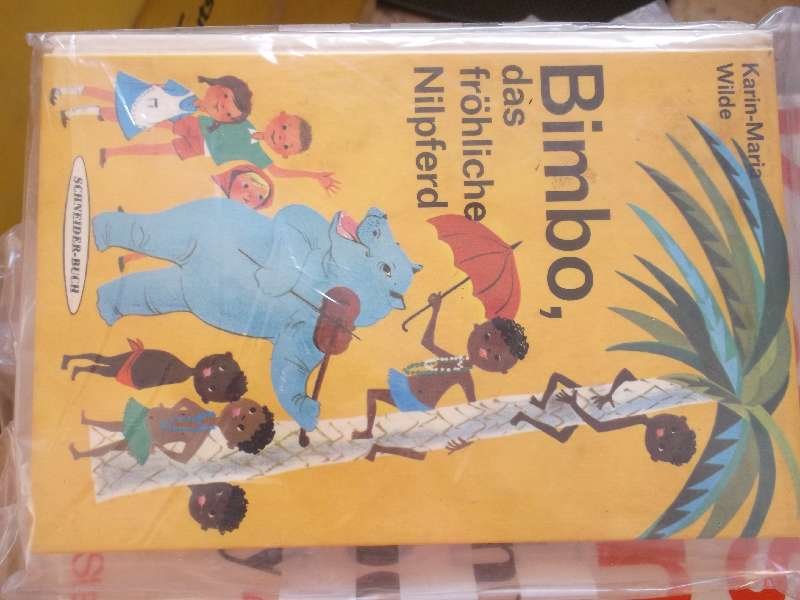 Karin-Maria
Wilde
Bimbo,
das
fröhliche
Nilpferd
SCHNEIDER-BUCH